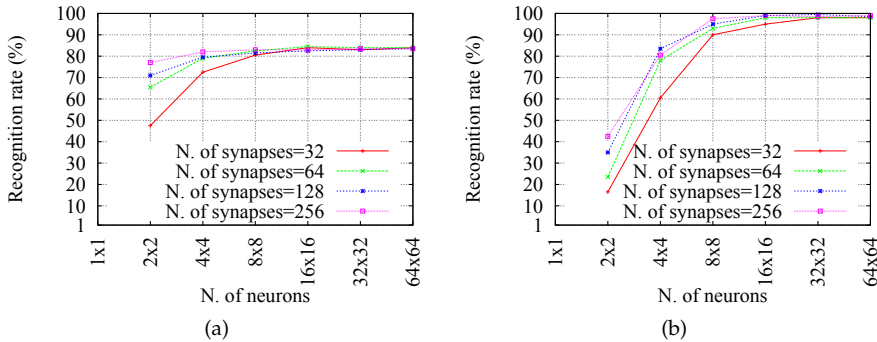 Recognition rate (%)
100
90
80
70
60
50
40
30
20
10
1
N. of synapses=32
N. of synapses=64
N. of synapses=128
N. of synapses=256
1x1
2x2
4x4
8x8
16x16
32x32
64x64
N. of neurons
(a)
Recognition rate (%)
100
90
80
70
60
50
40
30
20
10
1
N. of synapses=32
N. of synapses=64
N. of synapses=128
N. of synapses=256
1x1
2x2
4x4
8x8
16x16
32x32
64x64
N. of neurons
(b)